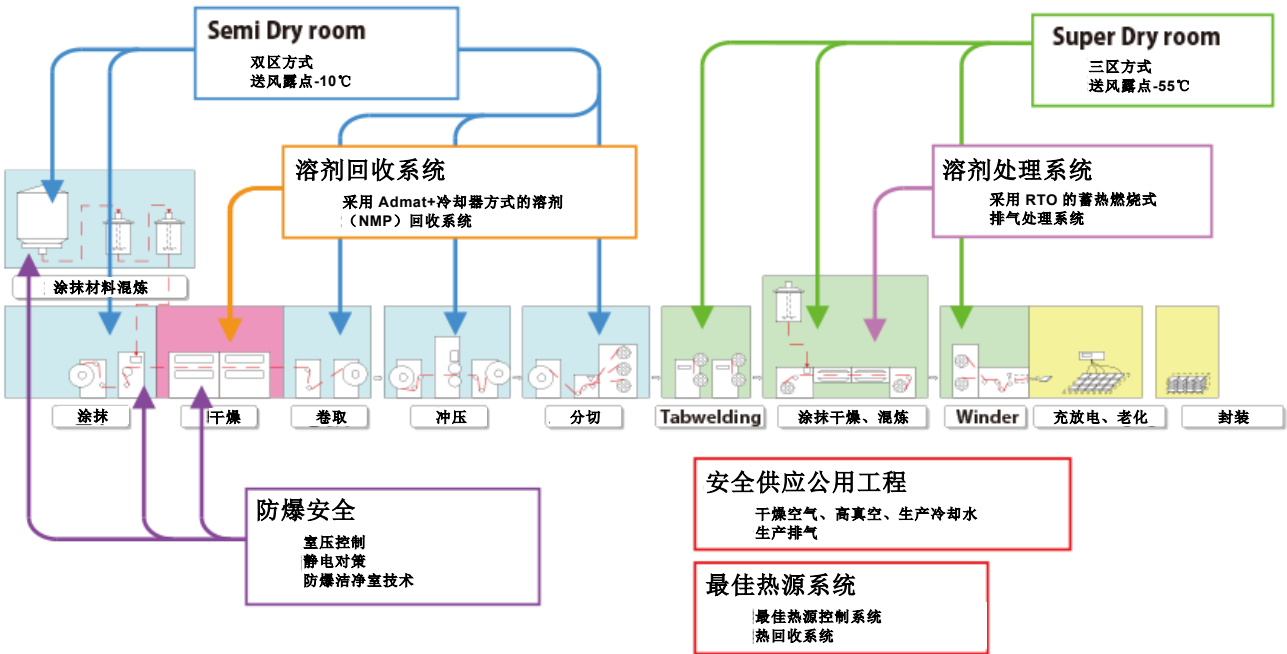 Semi Dry room
双区方式
送风露点-10℃
Super Dry room
三区方式
送风露点-55℃
溶剂回收系统
采用 Admat+冷却器方式的溶剂
（NMP）回收系统
溶剂处理系统
采用 RTO 的蓄热燃烧式
排气处理系统
涂抹材料混炼
涂抹
干燥
卷取
冲压
分切
Tabwelding
涂抹干燥、混炼
Winder
充放电、老化
封装
防爆安全
室压控制
静电对策
防爆洁净室技术
安全供应公用工程
干燥空气、高真空、生产冷却水
生产排气
最佳热源系统
最佳热源控制系统
热回收系统